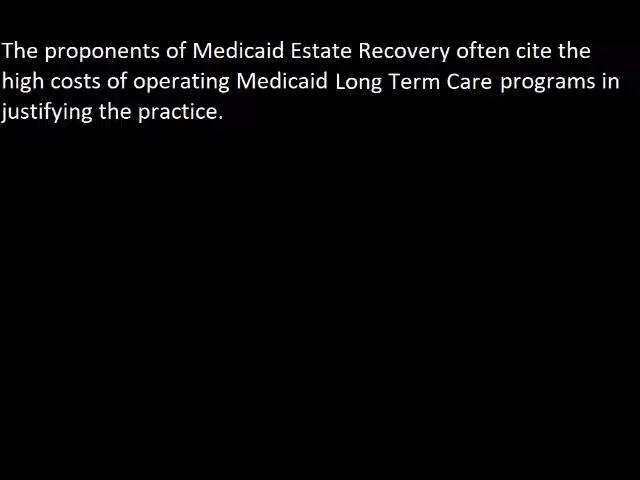 The proponents of Medicaid Estate Recovery often cite the
high costs of operating Medicaid Long Term Care programs in
justifying the practice.